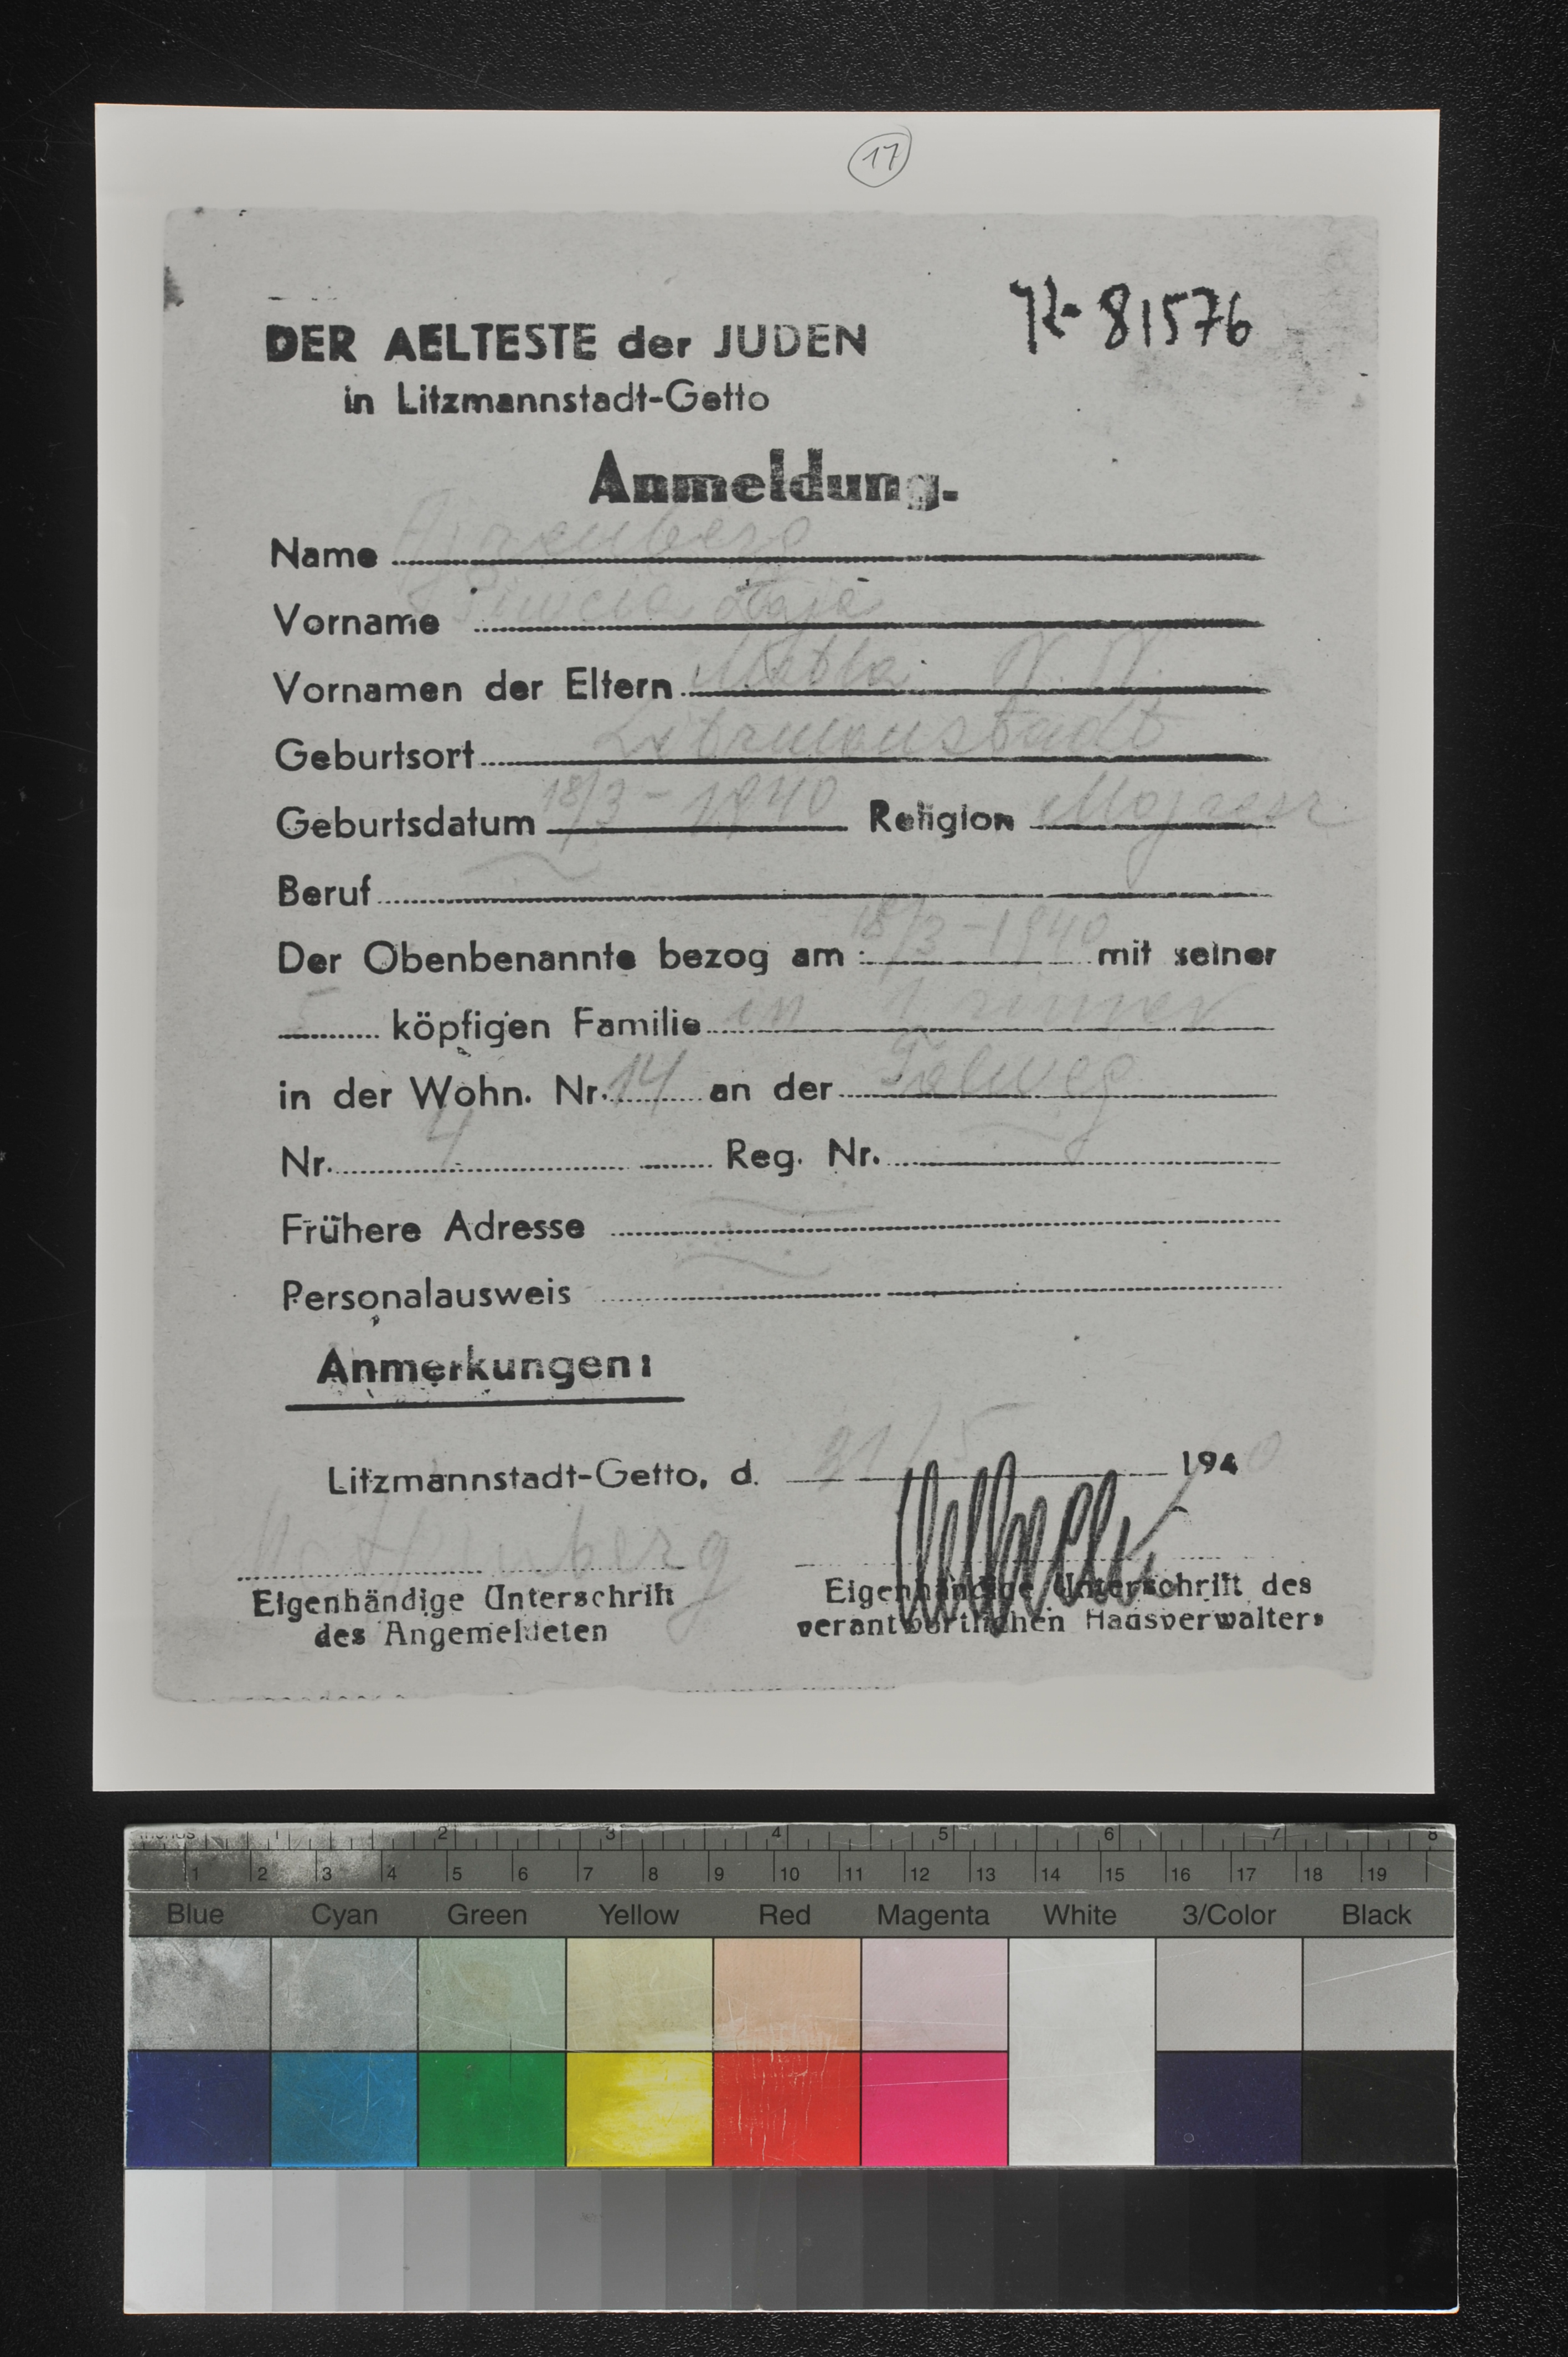 17
81576
DER AELTESTE der JUDEN
in Litzmannstadt-Getto
Anmeldung.
Name
Vorname
Vornamen der Eltern N. N.
Geburtsort
Geburtsdatum 18/3 - 1940 Religion
Beruf
Der Obenbenannte bezog am: 18/3 - 1940 mit seiner
5 köpfigen Familie in 1 zimmer
in der Wohn. Nr. 14 an der
Nr. 4 Reg. Nr.
Frühere Adresse
Personalausweis
Anmerkungen:
Litzmannstadt-Getto, d. 21/5 1940
Eigenhändige Unterschrift
des Angemeldeten
Eigenhändige Unterschrift des
verantwortlichen Hausverwalters
1 2 3 4 5 6 7 8
1 2 3 4 5 6 7 8 9 10 11 12 13 14 15 16 17 18 19
Blue Cyan Green Yellow Red Magenta White 3/Color Black